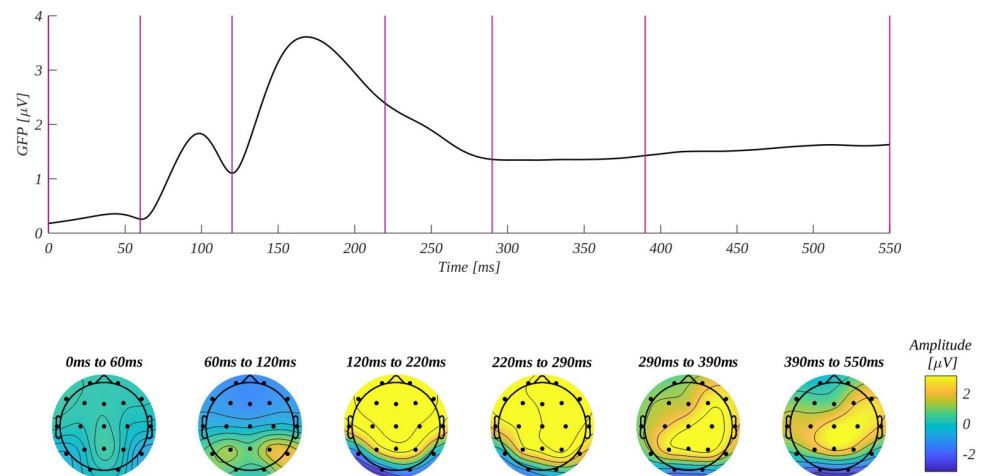 4
3
2
1
0
GFP [μV]
0 50 100 150 200 250 300 350 400 450 500 550
Time [ms]
0ms to 60ms 60ms to 120ms 120ms to 220ms 220ms to 290ms 290ms to 390ms 390ms to 550ms
Amplitude
[μV]
2
0
-2